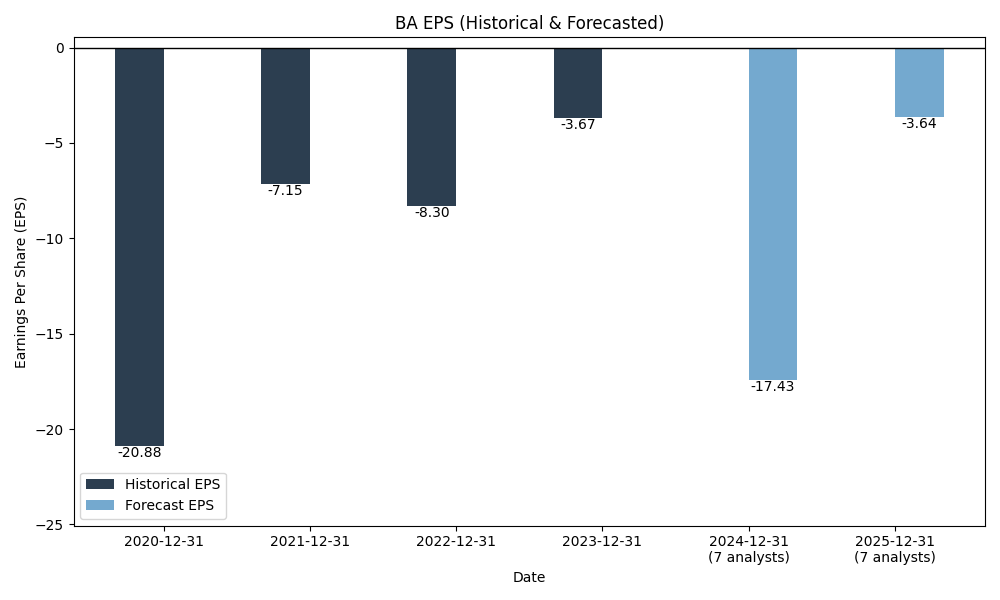 BA EPS (Historical & Forecasted)
Earnings Per Share (EPS)
0
−5
−10
−15
−20
−25
-20.88
-7.15
-8.30
-3.67
-17.43
-3.64
Historical EPS
Forecast EPS
2020-12-31
2021-12-31
2022-12-31
2023-12-31
2024-12-31
(7 analysts)
2025-12-31
(7 analysts)
Date